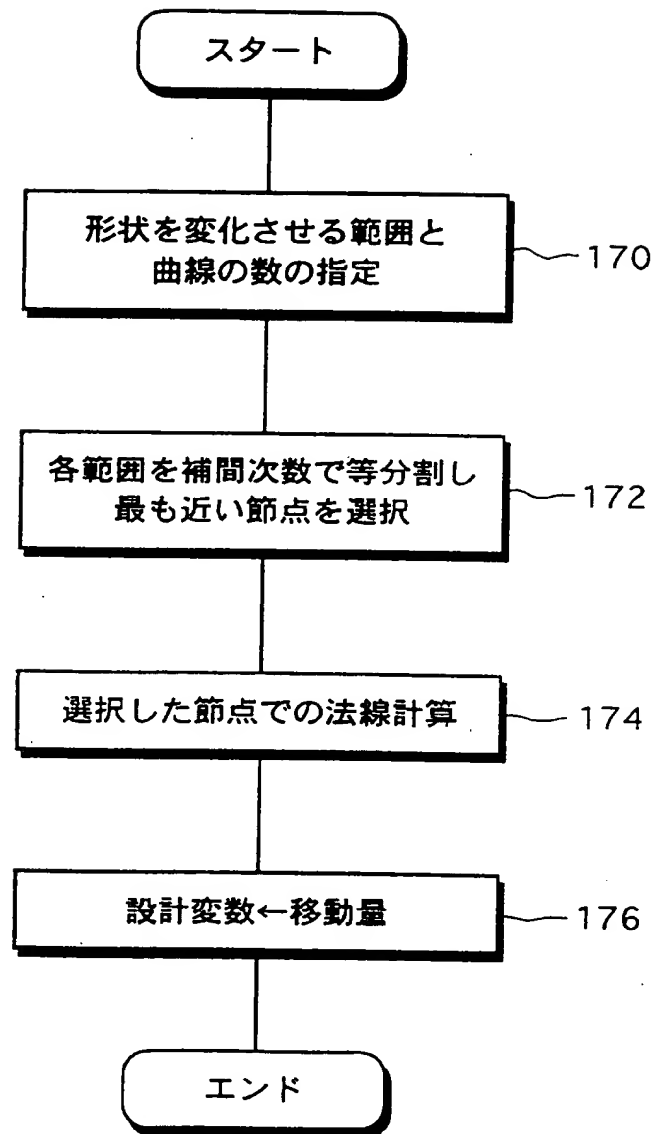 スタート
形状を変化させる範囲と
曲線の数の指定
170
各範囲を補間次数で等分割し
最も近い節点を選択
172
選択した節点での法線計算
174
設計変数←移動量
176
エンド